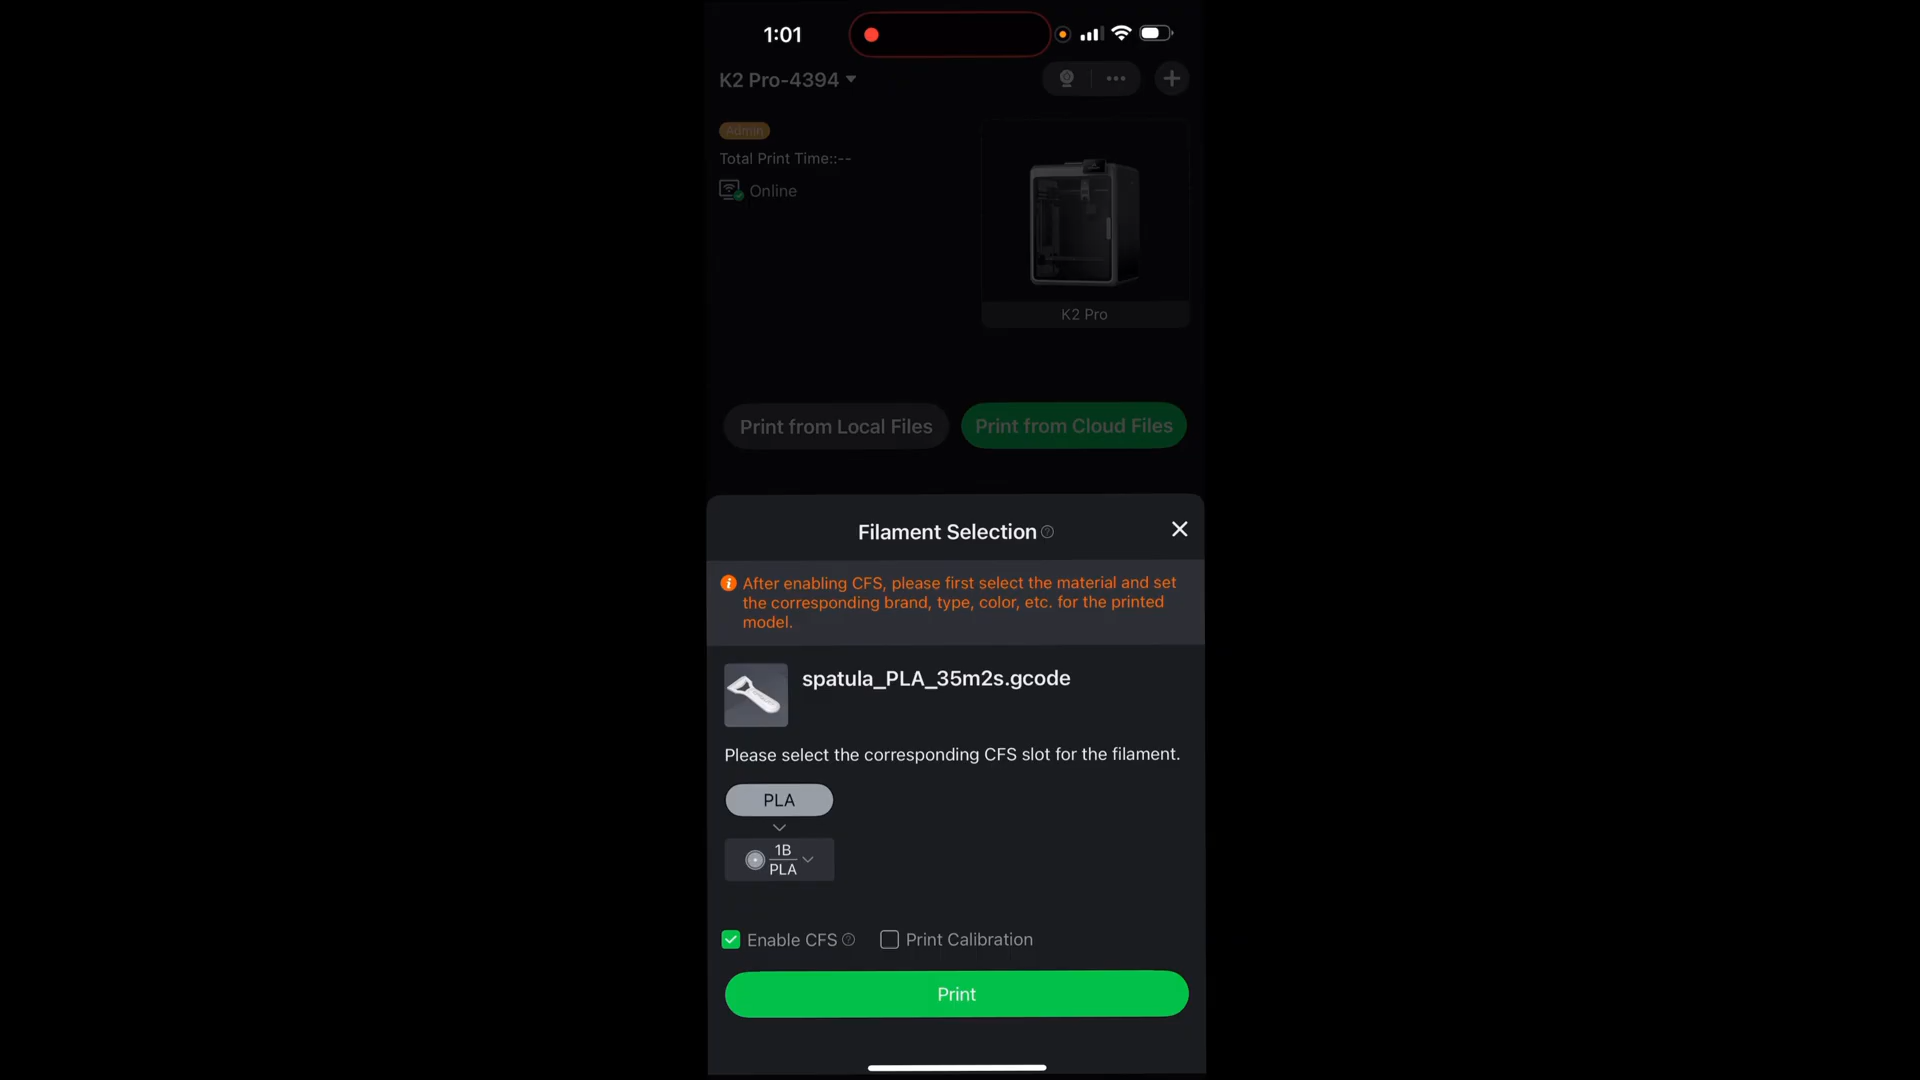 1:01
K2 Pro-4394
Admin
Total Print Time::--
Online
K2 Pro
Print from Local Files
Print from Cloud Files
Filament Selection
After enabling CFS, please first select the material and set
the corresponding brand, type, color, etc. for the printed
model.
spatula_PLA_35m2s.gcode
Please select the corresponding CFS slot for the filament.
PLA
1B
PLA
Enable CFS
Print Calibration
Print